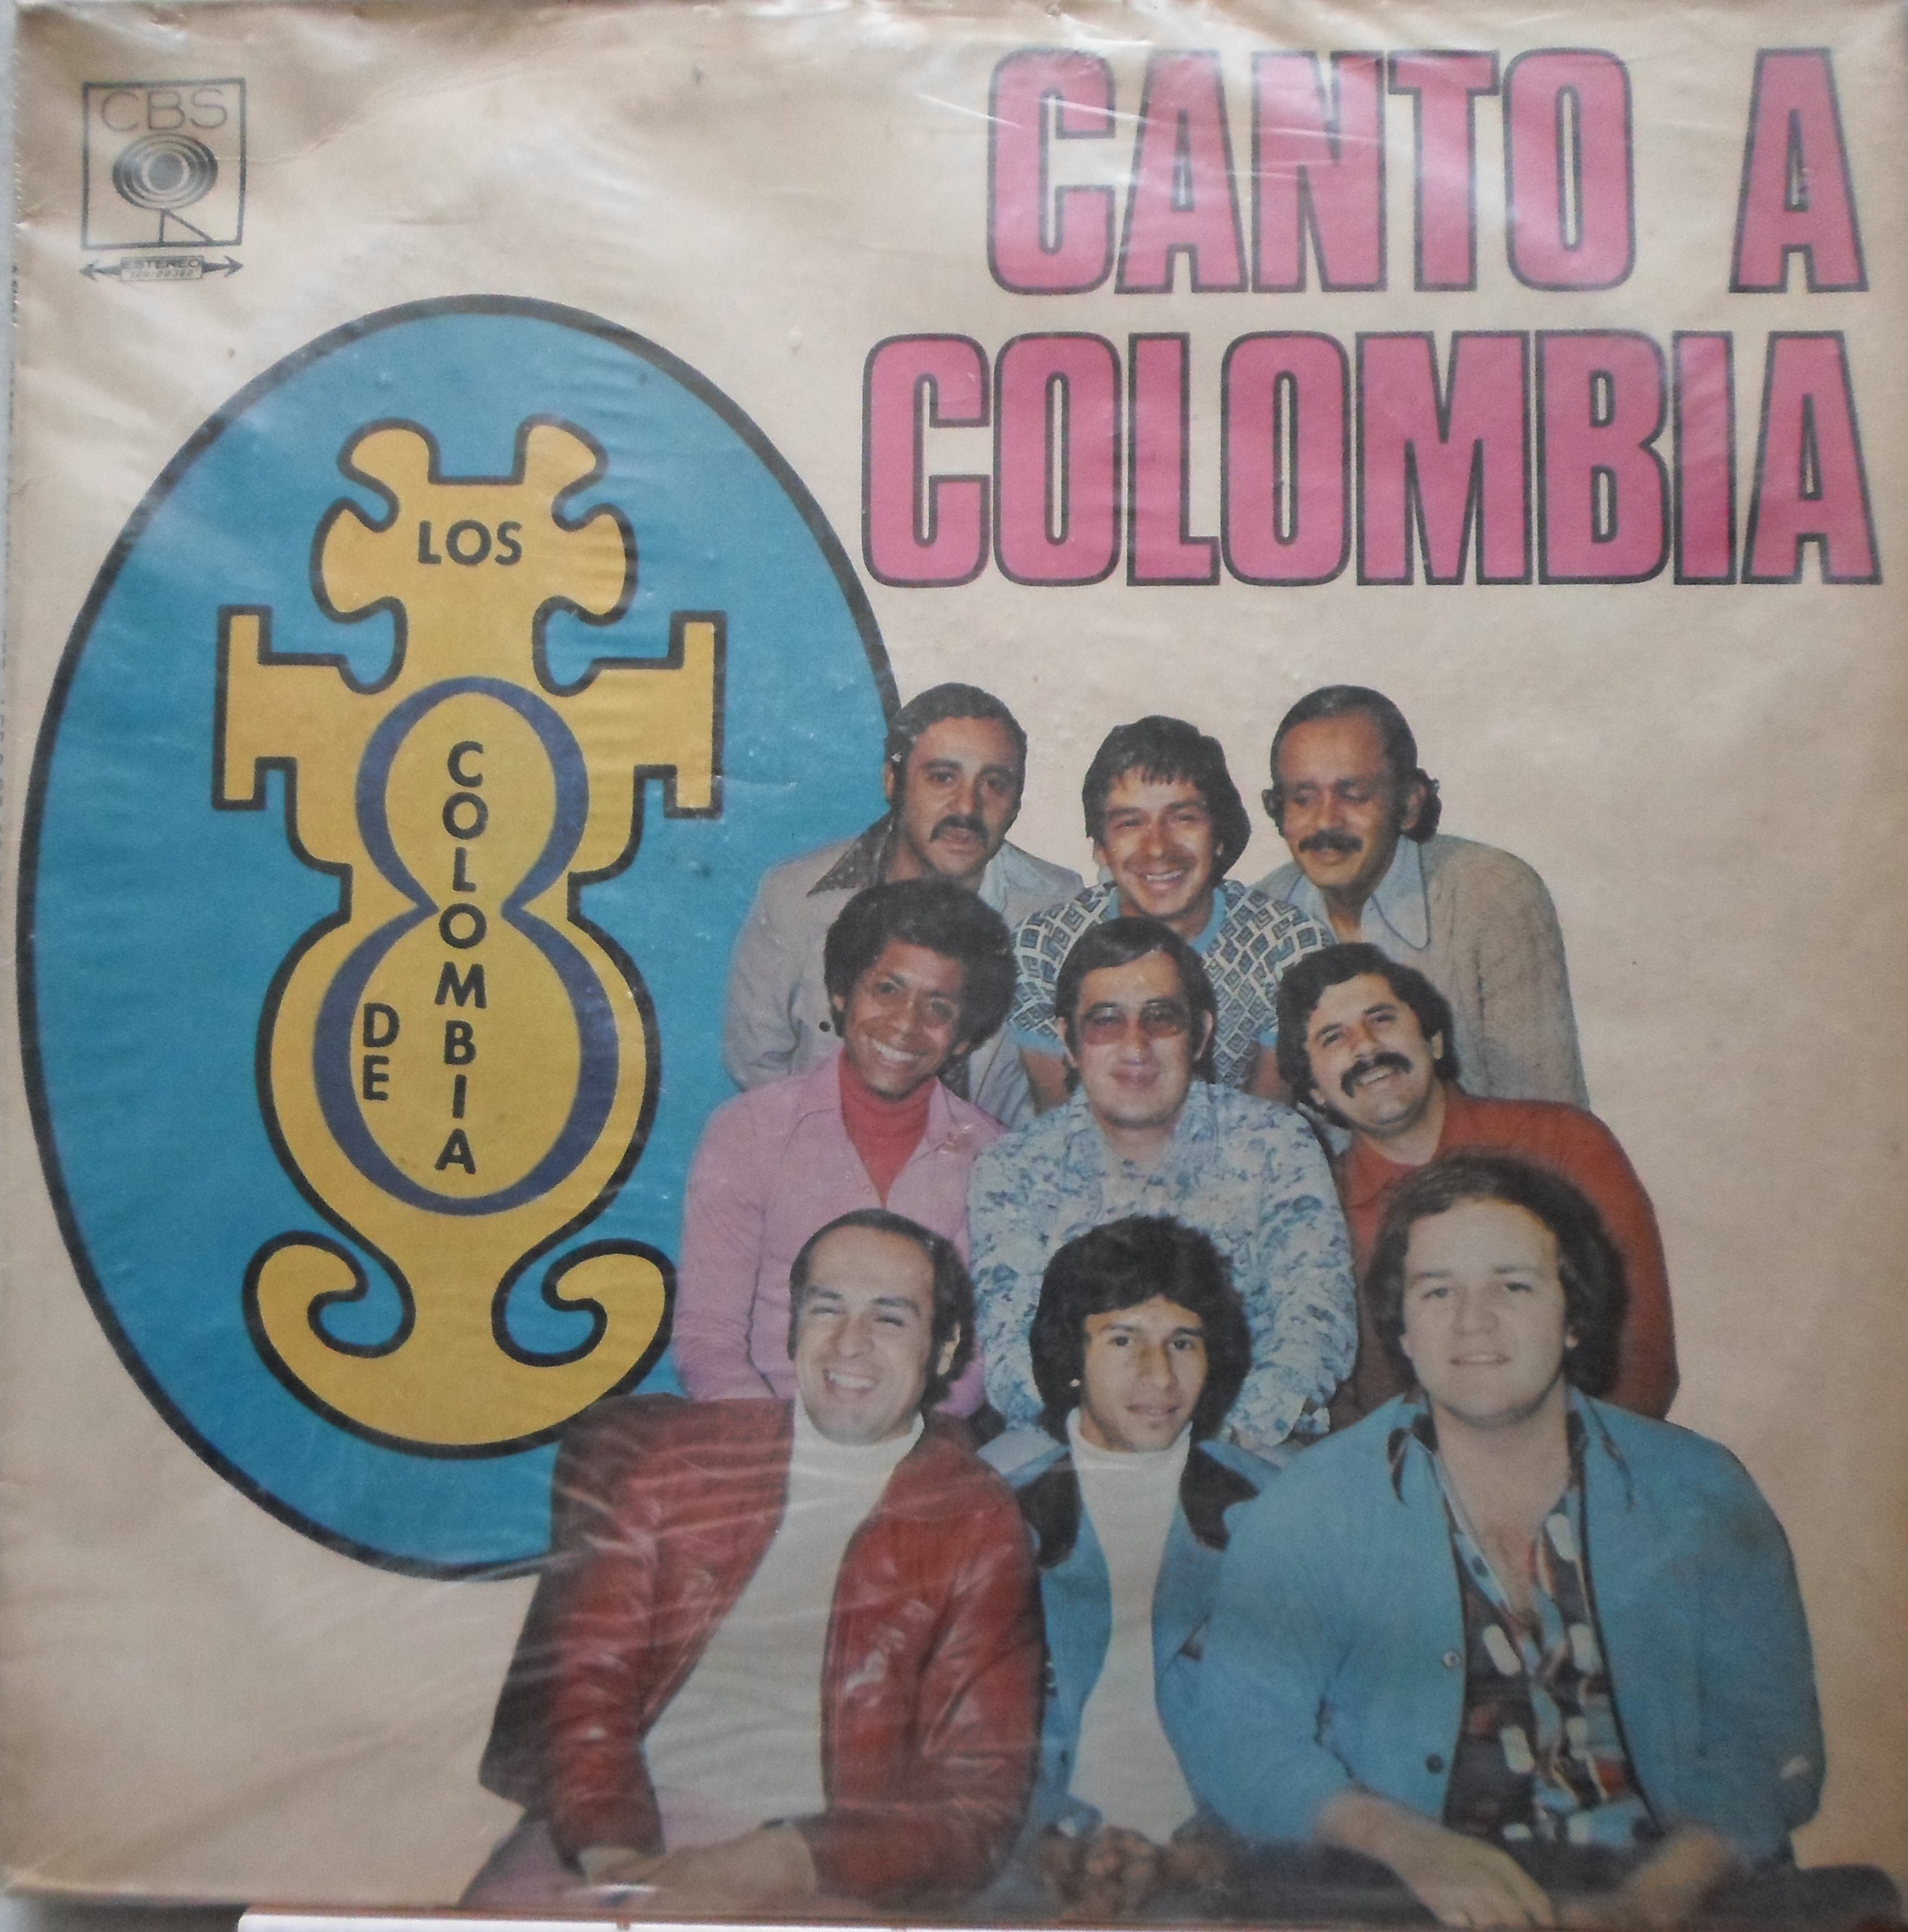 CBS
ESTEREO
CANTO A
COLOMBIA
LOS
8
DE
COLOMBIA